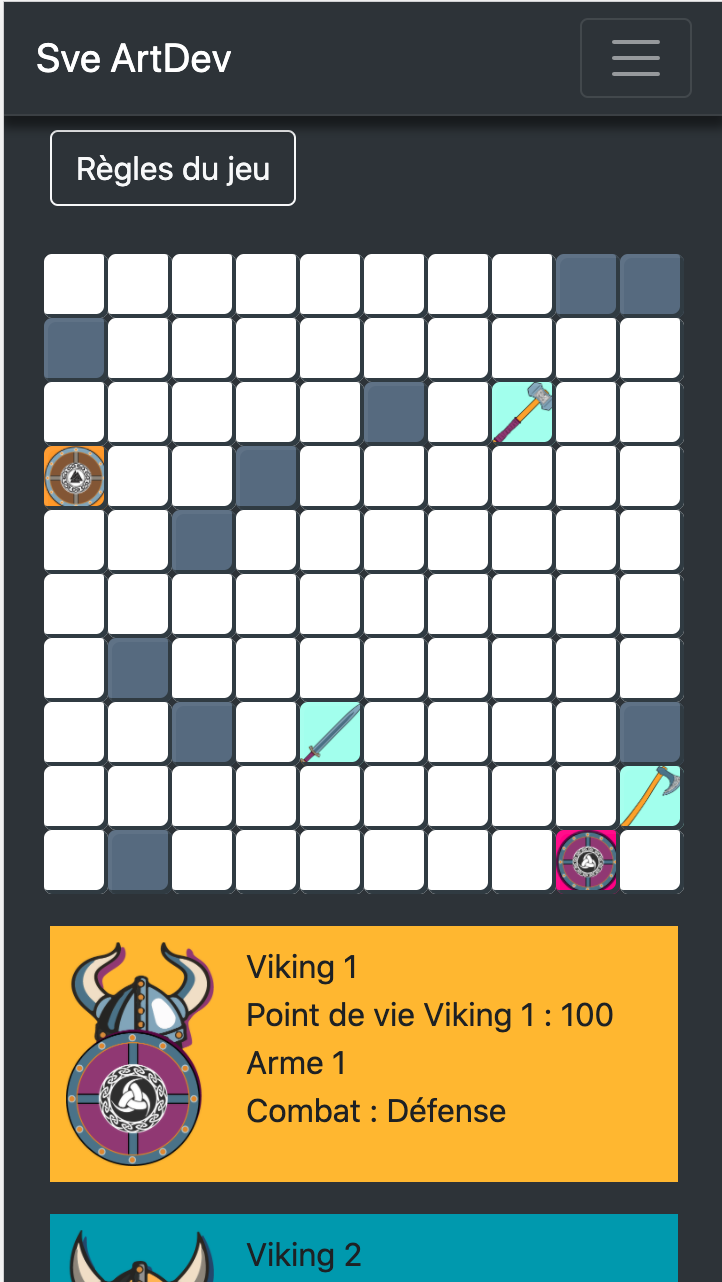 Sve ArtDev
Règles du jeu
Viking 1
Point de vie Viking 1 : 100
Arme 1
Combat : Défense
Viking 2